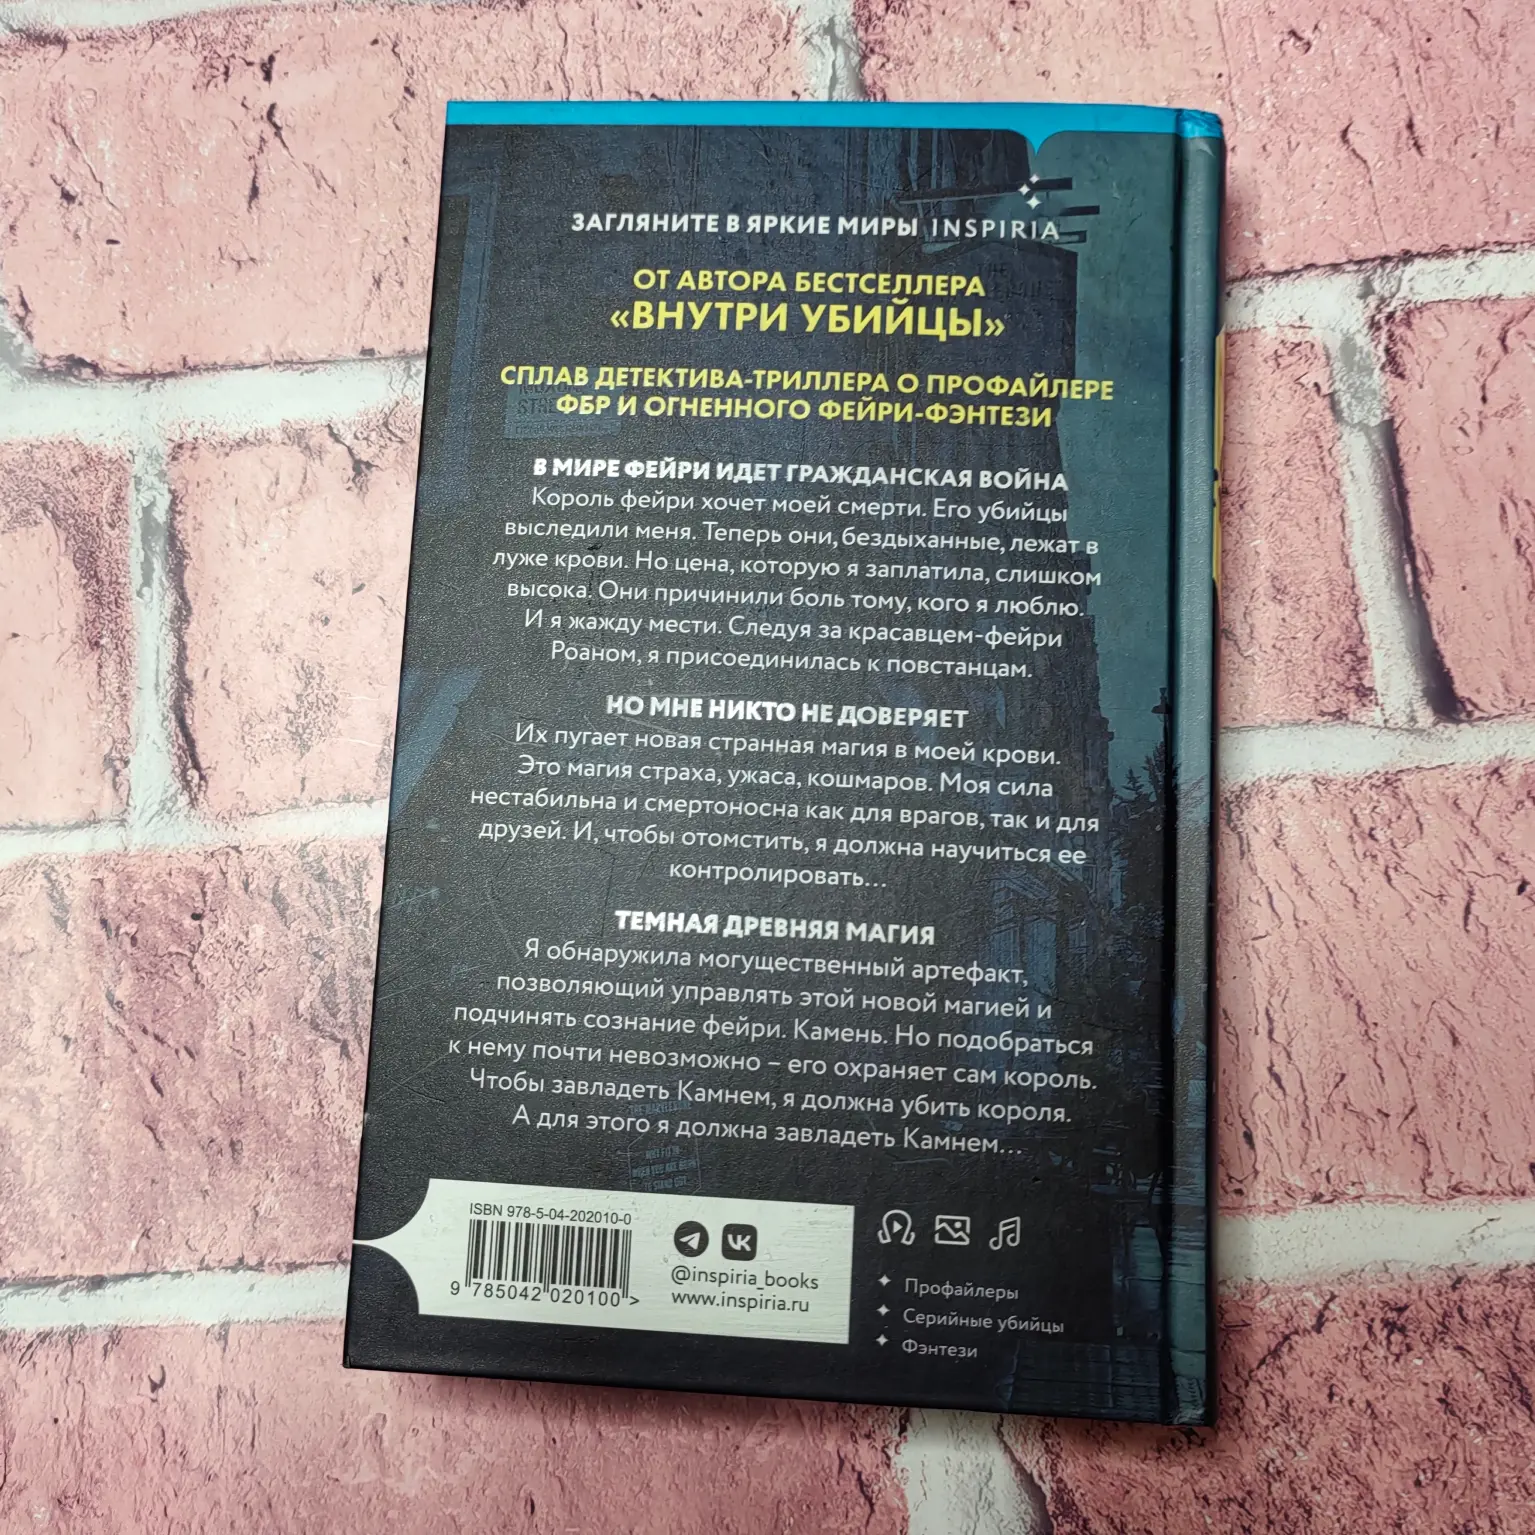 ЗАГЛЯНИТЕ В ЯРКИЕ МИРЫ INSPIRIA
ОТ АВТОРА БЕСТСЕЛЛЕРА
«ВНУТРИ УБИЙЦЫ»
СПЛАВ ДЕТЕКТИВА-ТРИЛЛЕРА О ПРОФАЙЛЕРЕ
ФБР И ОГНЕННОГО ФЕЙРИ-ФЭНТЕЗИ
В МИРЕ ФЕЙРИ ИДЕТ ГРАЖДАНСКАЯ ВОЙНА
Король фейри хочет моей смерти. Его убийцы
выследили меня. Теперь они, бездыханные, лежат в
луже крови. Но цена, которую я заплатила, слишком
высока. Они причинили боль тому, кого я люблю.
И я жажду мести. Следуя за красавцем-фейри
Роаном, я присоединилась к повстанцам.
НО МНЕ НИКТО НЕ ДОВЕРЯЕТ
Их пугает новая странная магия в моей крови.
Это магия страха, ужаса, кошмаров. Моя сила
нестабильна и смертоносна как для врагов, так и для
друзей. И, чтобы отомстить, я должна научиться ее
контролировать...
ТЕМНАЯ ДРЕВНЯЯ МАГИЯ
Я обнаружила могущественный артефакт,
позволяющий управлять этой новой магией и
подчинять сознание фейри. Камень. Но подобраться
к нему почти невозможно – его охраняет сам король.
Чтобы завладеть Камнем, я должна убить короля.
А для этого я должна завладеть Камнем...
ISBN 978-5-04-202010-0
9 785042 020100 >
@inspiria_books
www.inspiria.ru
Профайлеры
Серийные убийцы
Фэнтези